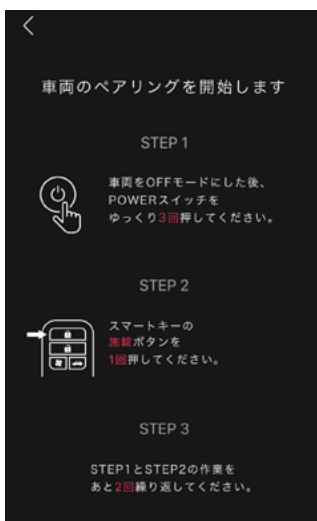 車両のペアリングを開始します
STEP 1
車両をOFFモードにした後、
POWERスイッチを
ゆっくり3回押してください。
STEP 2
スマートキーの
施錠ボタンを
1回押してください。
STEP 3
STEP1とSTEP2の作業を
あと2回繰り返してください。